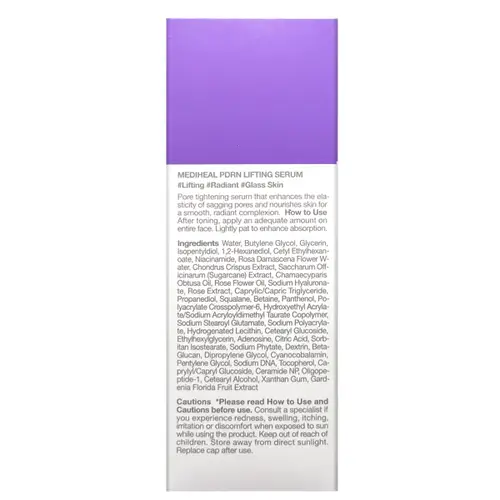 MEDIHEAL PDRN LIFTING SERUM
#Lifting #Radiant #Glass Skin
Pore tightening serum that enhances the ela-
sticity of sagging pores and nourishes skin for
a smooth, radiant complexion. How to Use
After toning, apply an adequate amount on
entire face. Lightly pat to enhance absorption.
Ingredients Water, Butylene Glycol, Glycerin,
Isopentyldiol, 1,2-Hexanediol, Cetyl Ethylhexan-
oate, Niacinamide, Rosa Damascena Flower W-
ater, Chondrus Crispus Extract, Saccharum Off-
icinarum (Sugarcane) Extract, Chamaecyparis
Obtusa Oil, Rose Flower Oil, Sodium Hyalurona-
te, Rose Extract, Caprylic/Capric Triglyceride,
Propanediol, Squalane, Betaine, Panthenol, Po-
lyacrylate Crosspolymer-6, Hydroxyethyl Acryla-
te/Sodium Acryloyldimethyl Taurate Copolymer,
Sodium Stearoyl Glutamate, Sodium Polyacryla-
te, Hydrogenated Lecithin, Cetearyl Glucoside,
Ethylhexylglycerin, Adenosine, Citric Acid, Sorb-
itan Isostearate, Sodium Phytate, Dextrin, Beta-
Glucan, Dipropylene Glycol, Cyanocobalamin,
Pentylene Glycol, Sodium DNA, Tocopherol, Ca-
prylyl/Capryl Glucoside, Ceramide NP, Oligope-
ptide-1, Cetearyl Alcohol, Xanthan Gum, Gard-
enia Florida Fruit Extract
Cautions *Please read How to Use and
Cautions before use. Consult a specialist if
you experience redness, swelling, itching,
irritation or discomfort when exposed to sun
while using the product. Keep out of reach of
children. Store away from direct sunlight.
Replace cap after use.